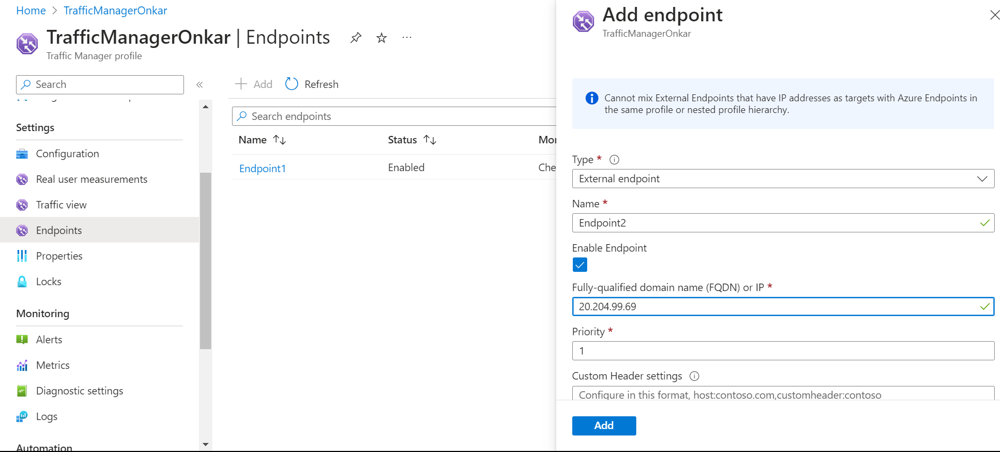 Home > TrafficManagerOnkar
TrafficManagerOnkar | Endpoints
Traffic Manager profile
Search
Settings
Configuration
Real user measurements
Traffic view
Endpoints
Properties
Locks
Monitoring
Alerts
Metrics
Diagnostic settings
Logs
Automation
Add Refresh
Search endpoints
Name Status Mor
Endpoint1 Enabled Che
Add endpoint
TrafficManagerOnkar
Cannot mix External Endpoints that have IP addresses as targets with Azure Endpoints in
the same profile or nested profile hierarchy.
Type *
External endpoint
Name *
Endpoint2
Enable Endpoint
Fully-qualified domain name (FQDN) or IP *
20.204.99.69
Priority *
1
Custom Header settings
Configure in this format, host:contoso.com,customheader:contoso
Add